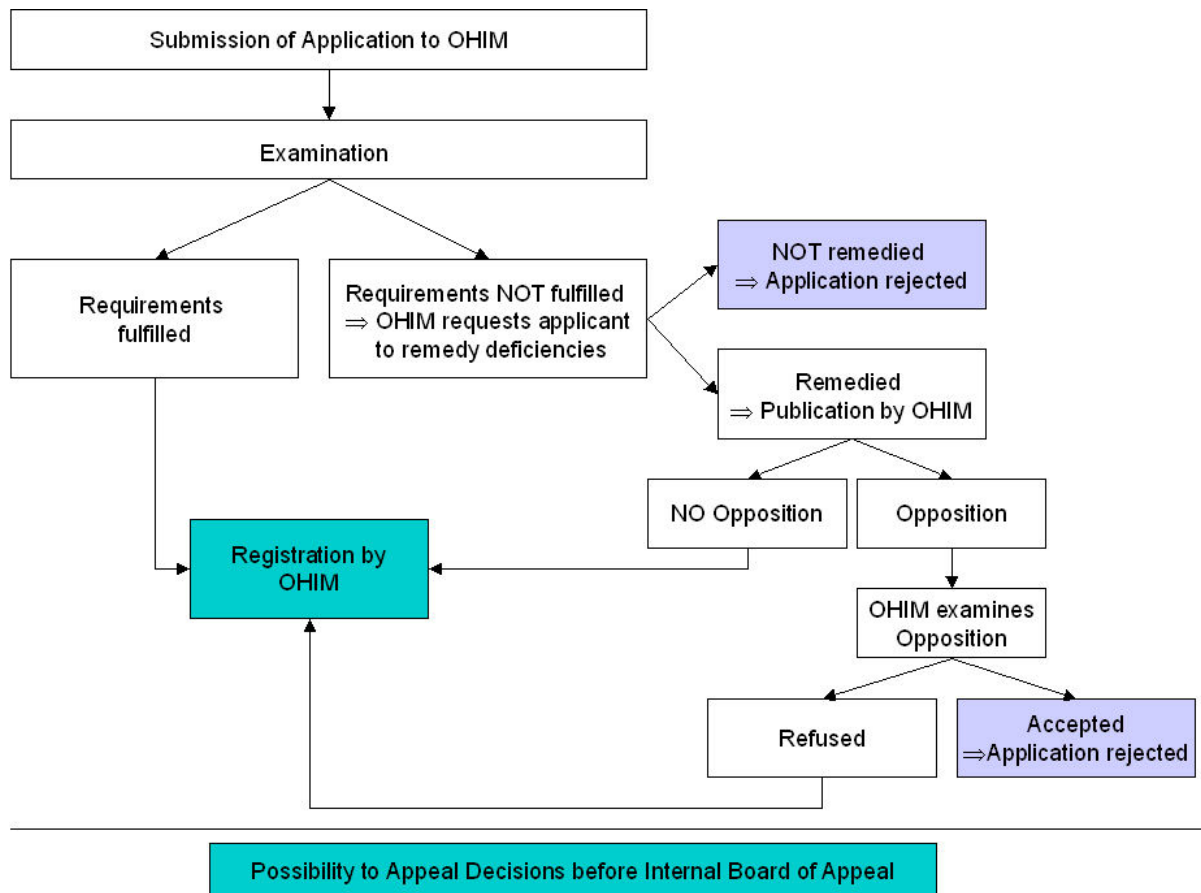 Submission of Application to OHIM
Examination
Requirements
fulfilled
Requirements NOT fulfilled
⇒ OHIM requests applicant
to remedy deficiencies
NOT remedied
⇒ Application rejected
Remedied
⇒ Publication by OHIM
NO Opposition
Opposition
Registration by
OHIM
OHIM examines
Opposition
Refused
Accepted
⇒Application rejected
Possibility to Appeal Decisions before Internal Board of Appeal